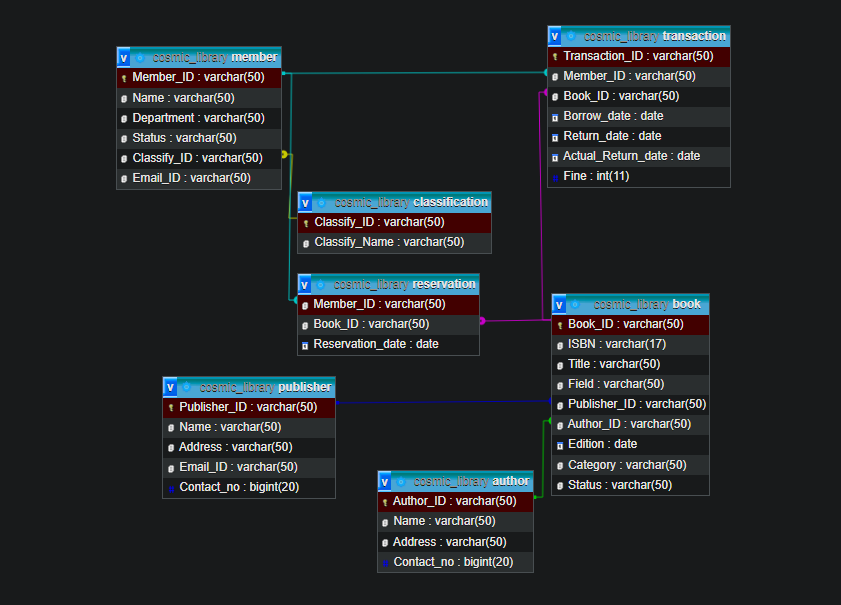 v cosmic_library member
Member_ID : varchar(50)
Name : varchar(50)
Department : varchar(50)
Status : varchar(50)
Classify_ID : varchar(50)
Email_ID : varchar(50)
v cosmic_library transaction
Transaction_ID : varchar(50)
Member_ID : varchar(50)
Book_ID : varchar(50)
Borrow_date : date
Return_date : date
Actual_Return_date : date
Fine : int(11)
v cosmic_library classification
Classify_ID : varchar(50)
Classify_Name : varchar(50)
v cosmic_library reservation
Member_ID : varchar(50)
Book_ID : varchar(50)
Reservation_date : date
v cosmic_library book
Book_ID : varchar(50)
ISBN : varchar(17)
Title : varchar(50)
Field : varchar(50)
Publisher_ID : varchar(50)
Author_ID : varchar(50)
Edition : date
Category : varchar(50)
Status : varchar(50)
v cosmic_library publisher
Publisher_ID : varchar(50)
Name : varchar(50)
Address : varchar(50)
Email_ID : varchar(50)
Contact_no : bigint(20)
v cosmic_library author
Author_ID : varchar(50)
Name : varchar(50)
Address : varchar(50)
Contact_no : bigint(20)